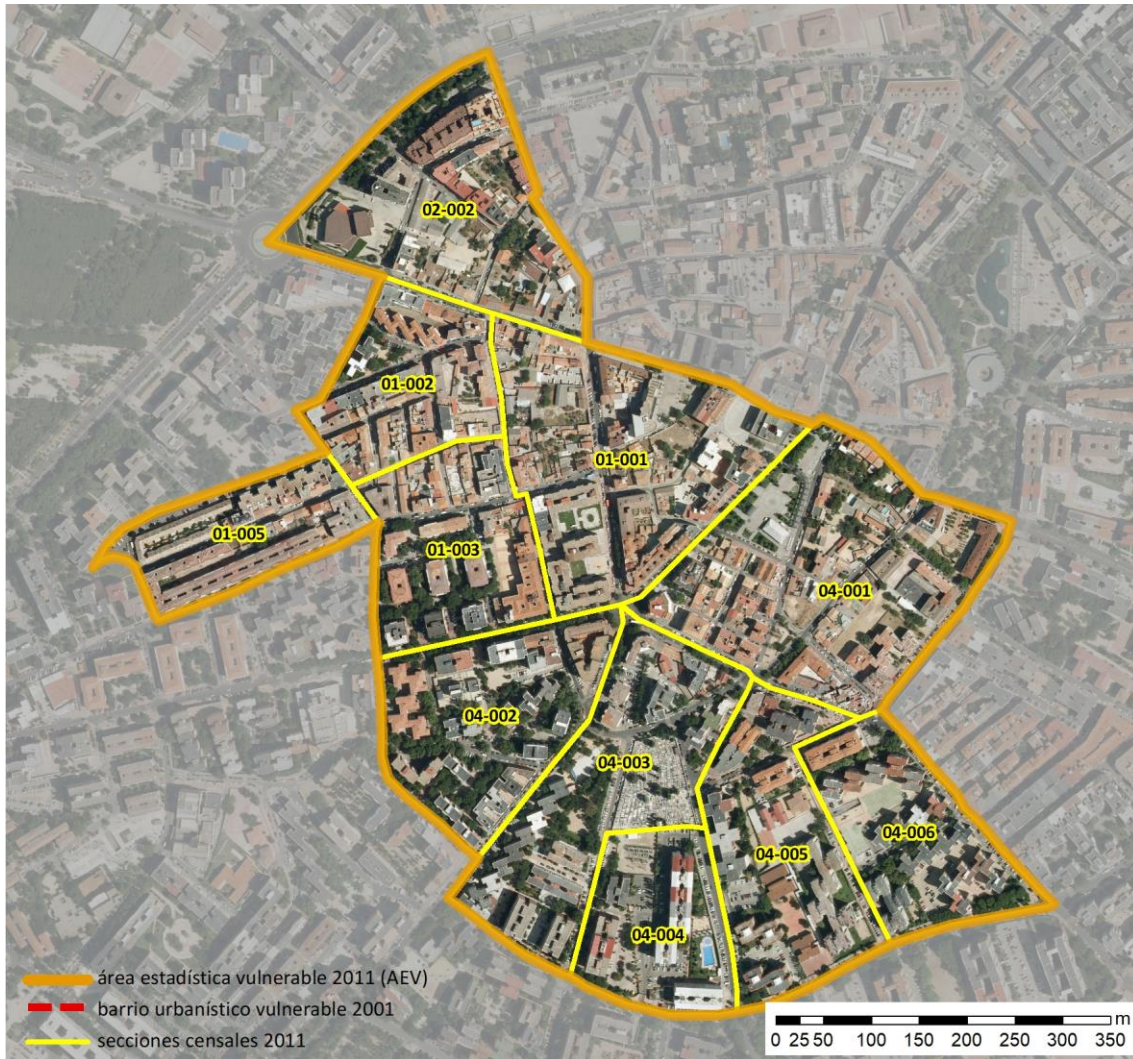 02-002
01-002
01-001
01-005
01-003
04-001
04-002
04-003
04-005
04-006
04-004
área estadística vulnerable 2011 (AEV)
barrio urbanístico vulnerable 2001
secciones censales 2011
m
0 25 50 100 150 200 250 300 350